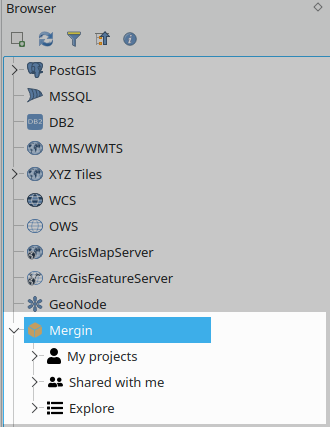 Browser
PostGIS
MSSQL
DB2
DB2
WMS/WMTS
XYZ Tiles
WCS
OWS
ArcGisMapServer
ArcGisFeatureServer
GeoNode
Mergin
My projects
Shared with me
Explore